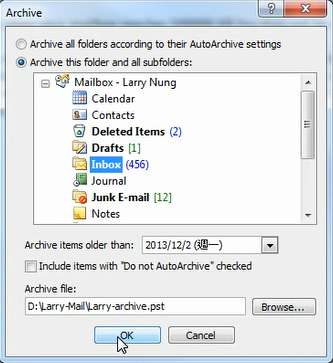 Archive
Archive all folders according to their AutoArchive settings
Archive this folder and all subfolders:
Mailbox - Larry Nung
Calendar
Contacts
Deleted Items (2)
Drafts [1]
Inbox (456)
Journal
Junk E-mail [12]
Notes
Archive items older than: 2013/12/2 (週一)
Include items with "Do not AutoArchive" checked
Archive file:
D:\Larry-Mail\Larry-archive.pst Browse...
OK Cancel